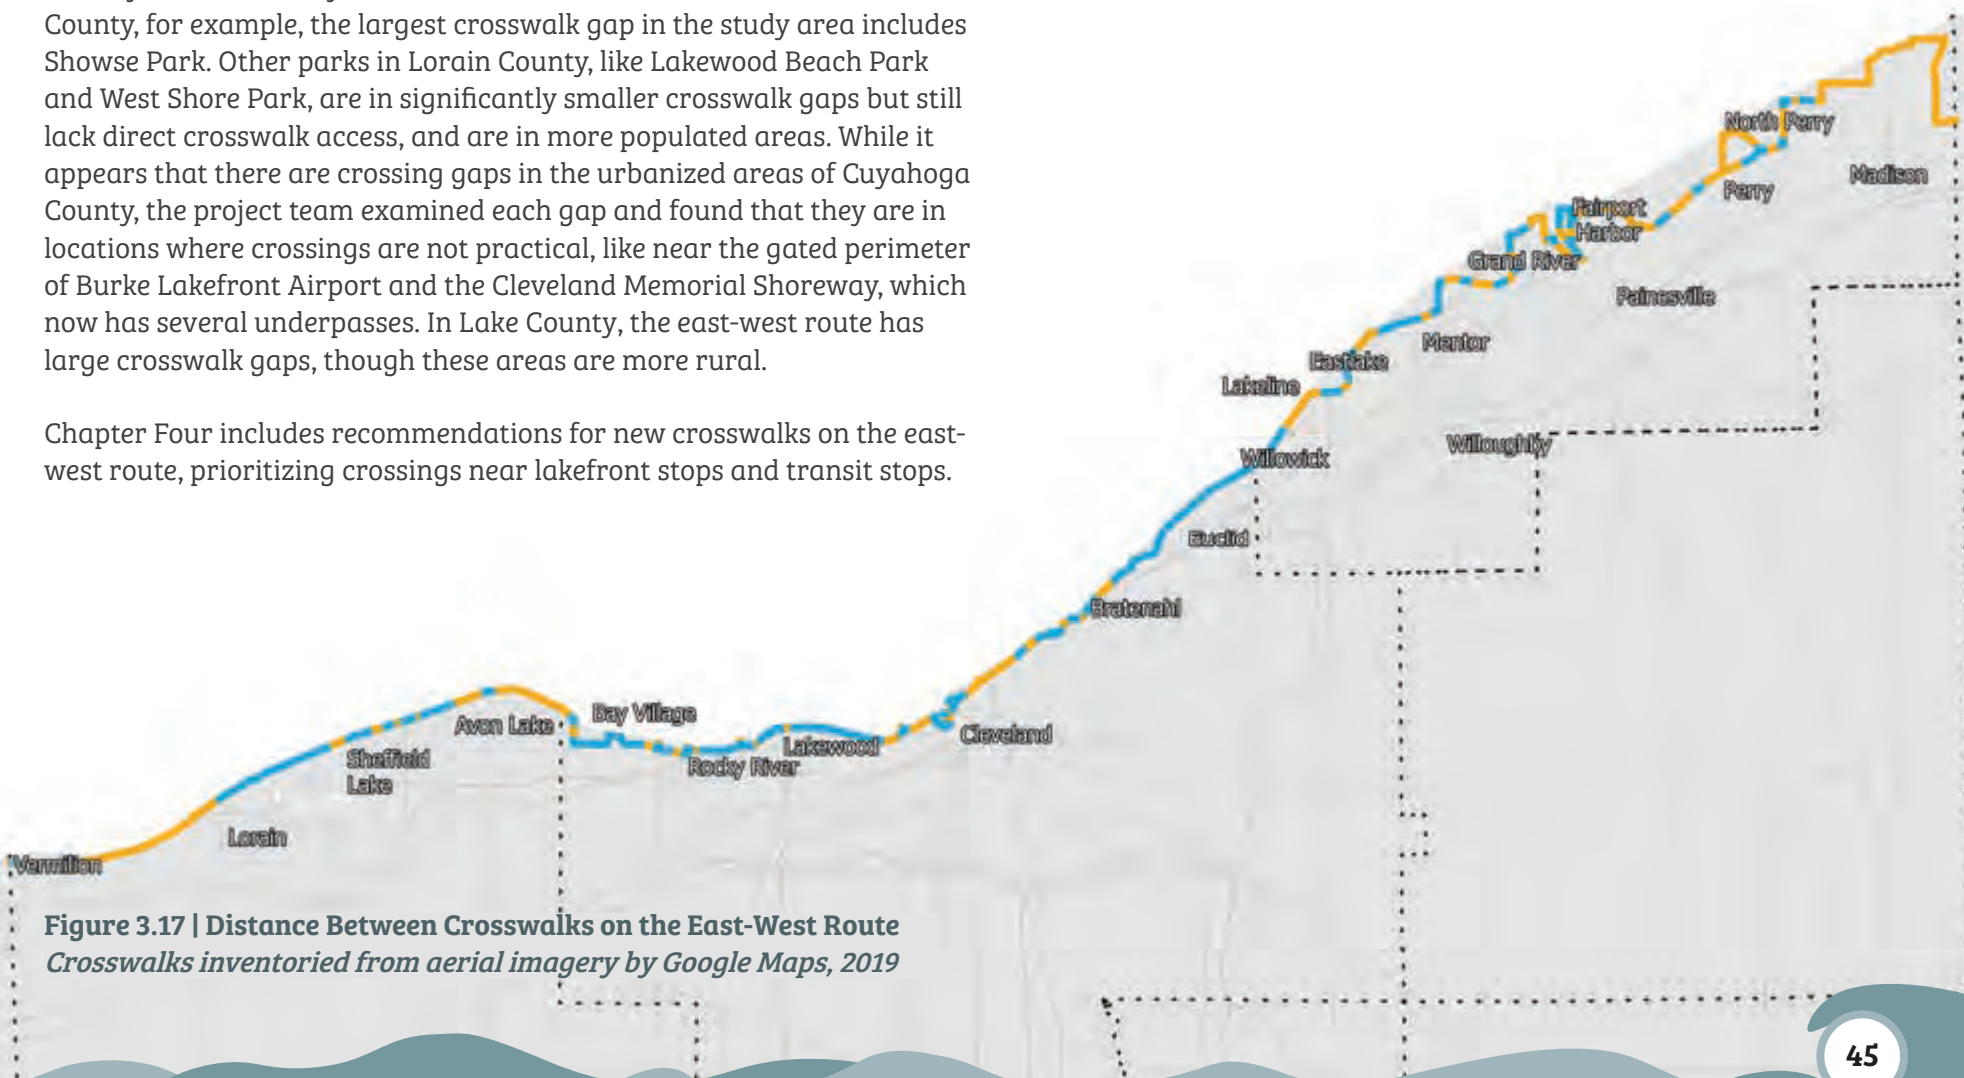 County, for example, the largest crosswalk gap in the study area includes
Showse Park. Other parks in Lorain County, like Lakewood Beach Park
and West Shore Park, are in significantly smaller crosswalk gaps but still
lack direct crosswalk access, and are in more populated areas. While it
appears that there are crossing gaps in the urbanized areas of Cuyahoga
County, the project team examined each gap and found that they are in
locations where crossings are not practical, like near the gated perimeter
of Burke Lakefront Airport and the Cleveland Memorial Shoreway, which
now has several underpasses. In Lake County, the east-west route has
large crosswalk gaps, though these areas are more rural.
Chapter Four includes recommendations for new crosswalks on the east-
west route, prioritizing crossings near lakefront stops and transit stops.
North Perry
Madison
Perry
Fairport
Harbor
Grand River
Painesville
Mentor
Eastlake
Lakeline
Willoughby
Willowick
Euclid
Bratenahl
Bay Village
Avon Lake
Cleveland
Lakewood
Rocky River
Sheffield
Lake
Lorain
Vermilion
Figure 3.17 | Distance Between Crosswalks on the East-West Route
Crosswalks inventoried from aerial imagery by Google Maps, 2019
45